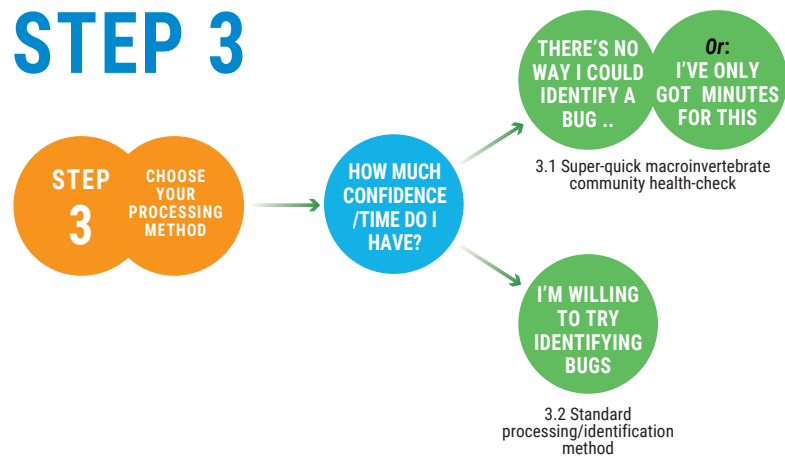 STEP 3
STEP
3
CHOOSE
YOUR
PROCESSING
METHOD
HOW MUCH
CONFIDENCE
/TIME DO I
HAVE?
THERE'S NO
WAY I COULD
IDENTIFY A
BUG ..
Or:
I'VE ONLY
GOT MINUTES
FOR THIS
3.1 Super-quick macroinvertebrate
community health-check
I'M WILLING
TO TRY
IDENTIFYING
BUGS
3.2 Standard
processing/identification
method